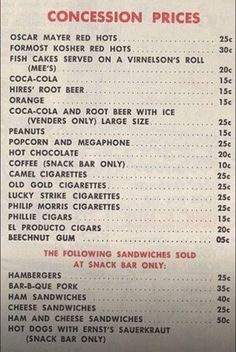 CONCESSION PRICES
OSCAR MAYER RED HOTS 25c
FORMOST KOSHER RED HOTS 30c
FISH CAKES SERVED ON A VIRNELSON'S ROLL
(MEE'S) 20c
COCA-COLA 15c
HIRES' ROOT BEER 15c
ORANGE 15c
COCA-COLA AND ROOT BEER WITH ICE
(VENDERS ONLY) LARGE SIZE 25c
PEANUTS 15c
POPCORN AND MEGAPHONE 25c
HOT CHOCOLATE 20c
COFFEE (SNACK BAR ONLY) 10c
CAMEL CIGARETTES 25c
OLD GOLD CIGARETTES 25c
LUCKY STRIKE CIGARETTES 25c
PHILIP MORRIS CIGARETTES 25c
PHILLIE CIGARS 15c
EL PRODUCTO CIGARS 20c
BEECHNUT GUM 05c
THE FOLLOWING SANDWICHES SOLD
AT SNACK BAR ONLY:
HAMBERGERS 25c
BAR-B-QUE PORK 35c
HAM SANDWICHES 40c
CHEESE SANDWICHES 25c
HAM AND CHEESE SANDWICHES 50c
HOT DOGS WITH ERNST'S SAUERKRAUT
(SNACK BAR ONLY)